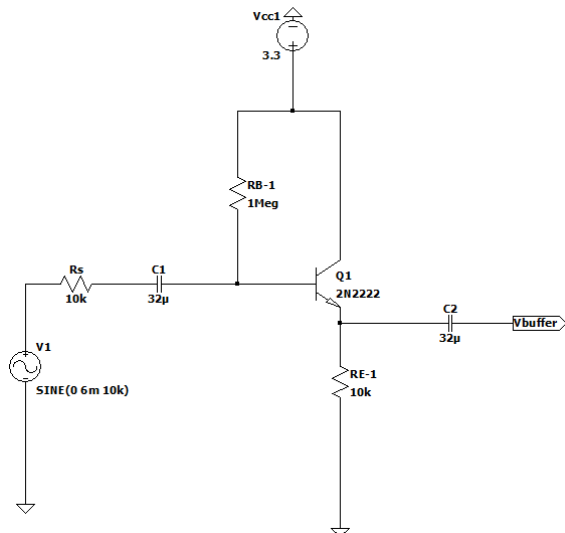 Vcc1
3.3
RB-1
1Meg
Rs
10k
C1
32µ
Q1
2N2222
C2
32µ
Vbuffer
V1
SINE(0 6m 10k)
RE-1
10k